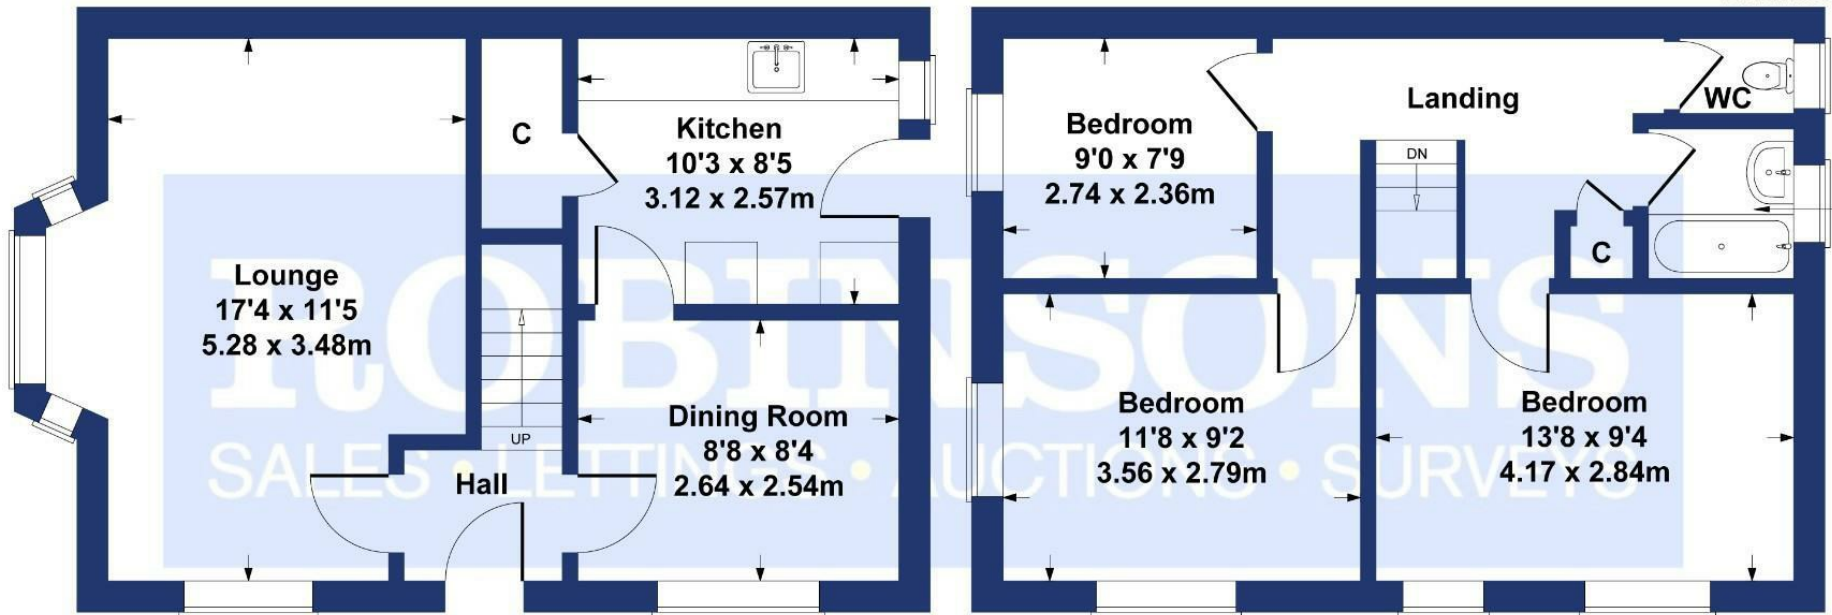 Lounge
17'4 x 11'5
5.28 x 3.48m
C
Kitchen
10'3 x 8'5
3.12 x 2.57m
UP
Hall
Dining Room
8'8 x 8'4
2.64 x 2.54m
Bedroom
9'0 x 7'9
2.74 x 2.36m
Landing
WC
DN
C
Bedroom
11'8 x 9'2
3.56 x 2.79m
Bedroom
13'8 x 9'4
4.17 x 2.84m
ROBINSONS
SALES • LETTINGS • AUCTIONS • SURVEYS